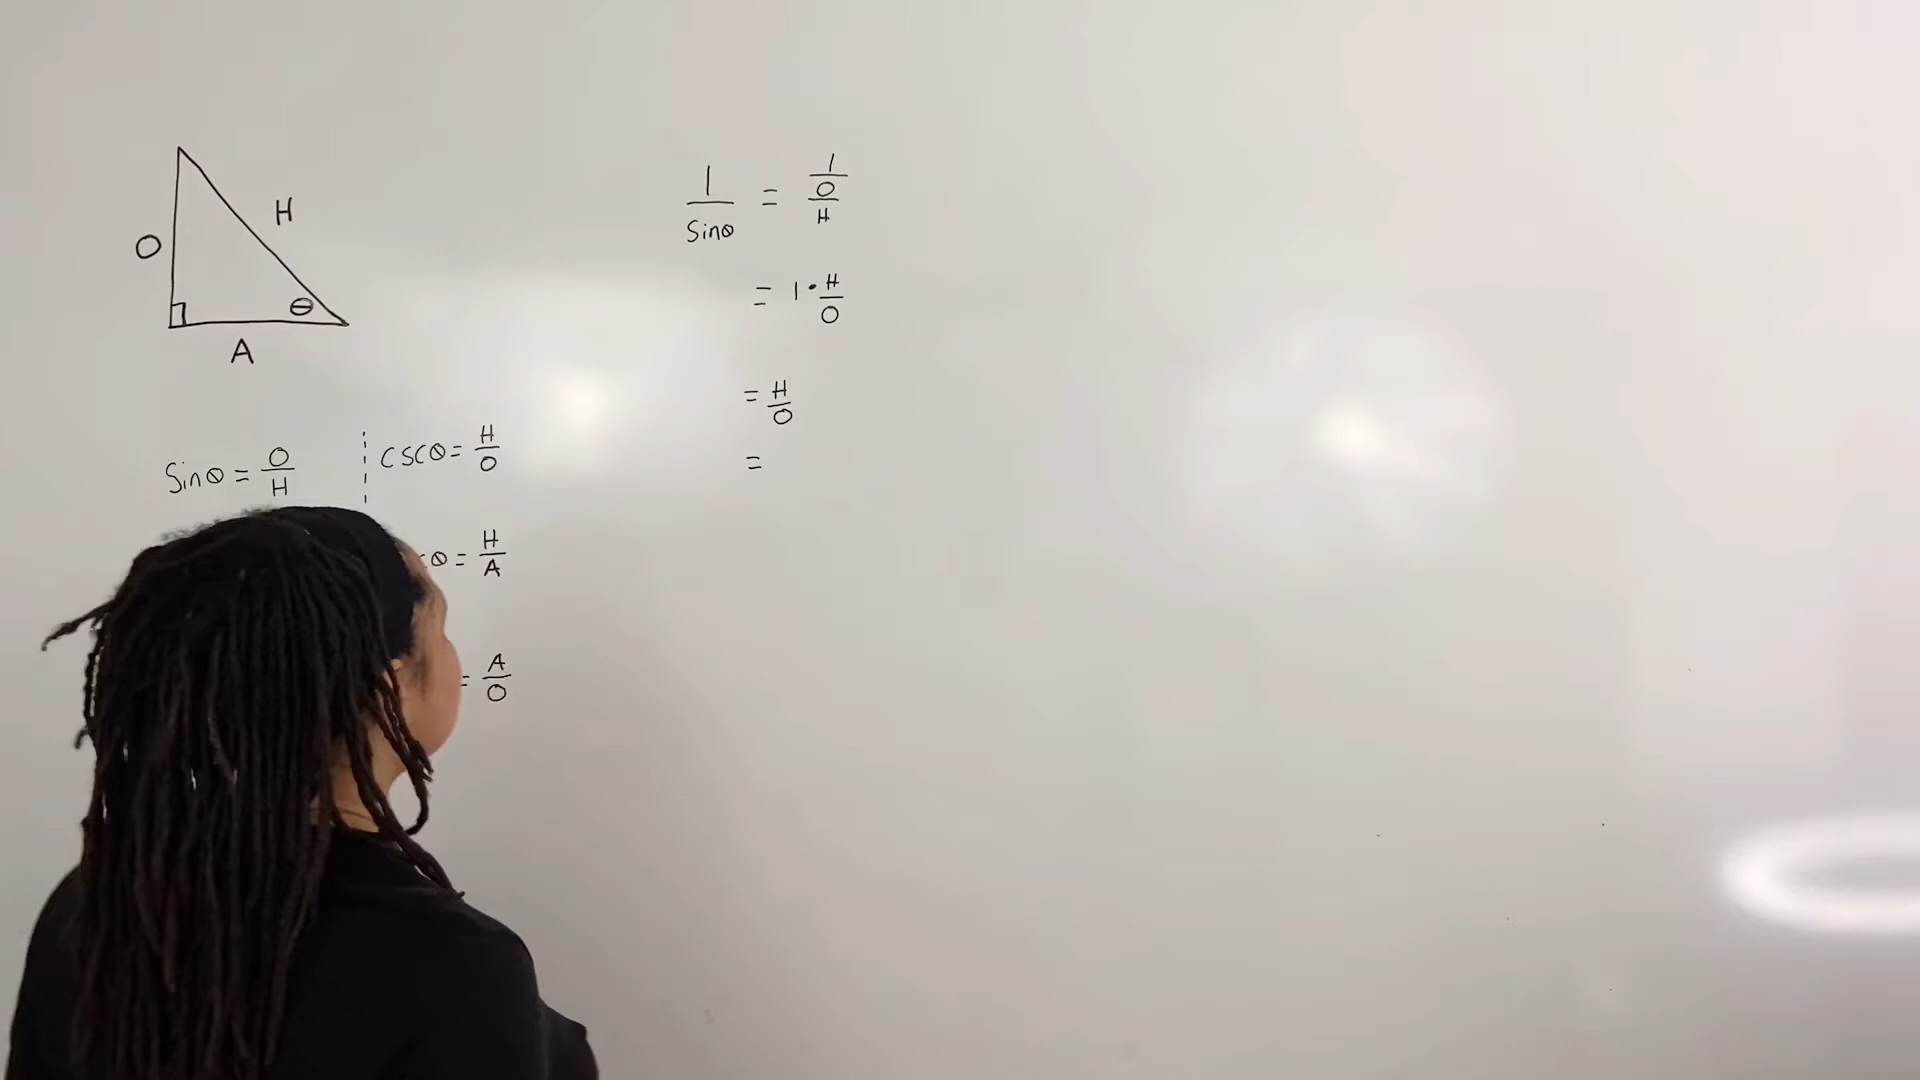 H
O
θ
A
Sinθ = O/H
cscθ = H/O
θ = H/A
= A/O
1/Sinθ = 1/(O/H)
= 1 · H/O
= H/O
=